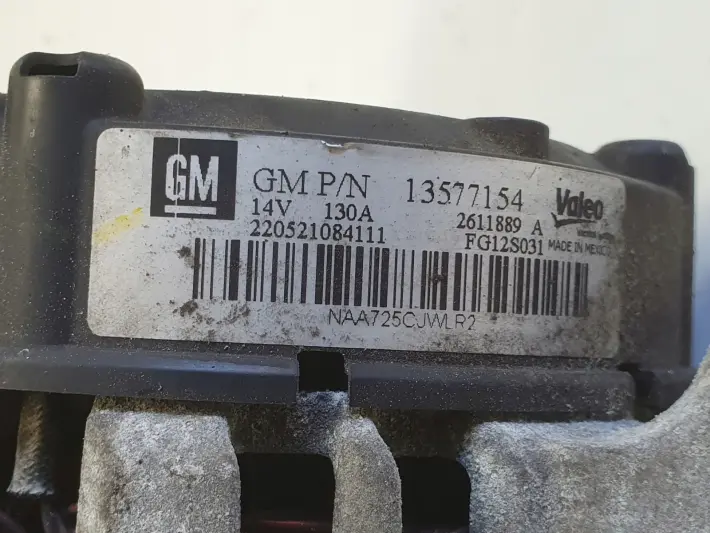 GM
GM P/N 13577154 Valeo
14V 130A 2611889 A
220521084111 FG12S031 MADE IN MEXICO
NAA725CJWLR2